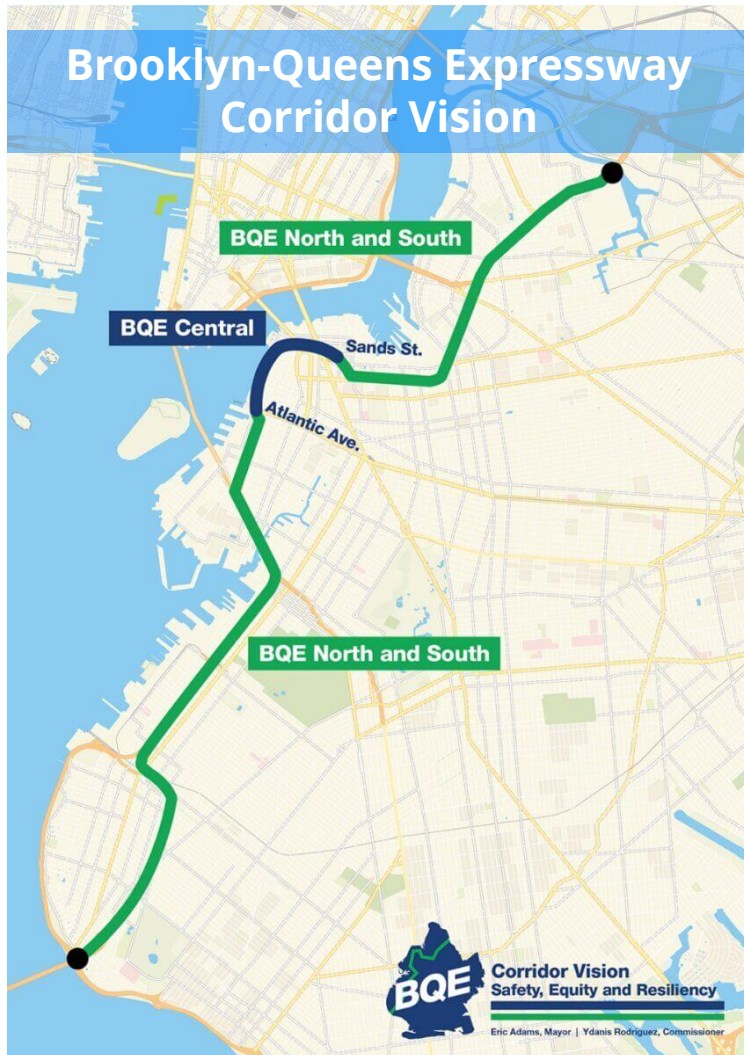 Brooklyn-Queens Expressway
Corridor Vision
BQE North and South
BQE Central
Sands St.
Atlantic Ave.
BQE North and South
BQE
Corridor Vision
Safety, Equity and Resiliency
Eric Adams, Mayor | Ydanis Rodriguez, Commissioner